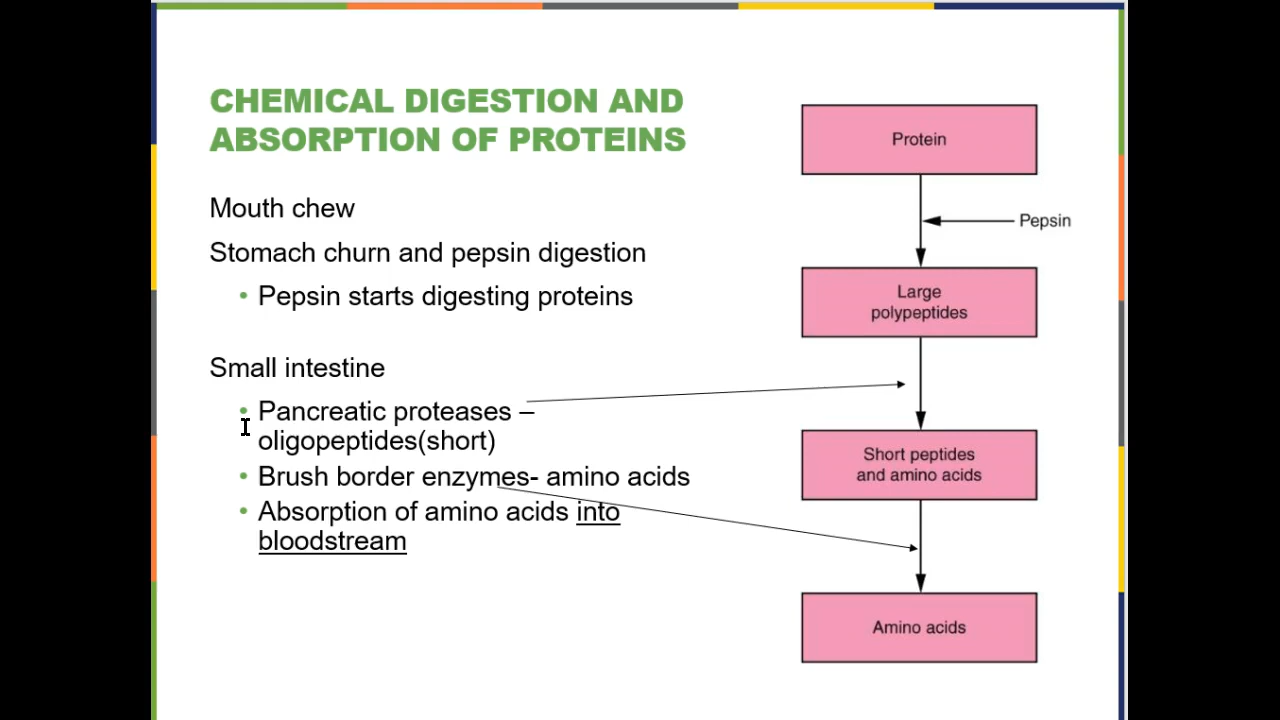 CHEMICAL DIGESTION AND
ABSORPTION OF PROTEINS
Mouth chew
Stomach churn and pepsin digestion
• Pepsin starts digesting proteins
Small intestine
• Pancreatic proteases –
oligopeptides(short)
• Brush border enzymes- amino acids
• Absorption of amino acids into
bloodstream
Protein
Pepsin
Large
polypeptides
Short peptides
and amino acids
Amino acids